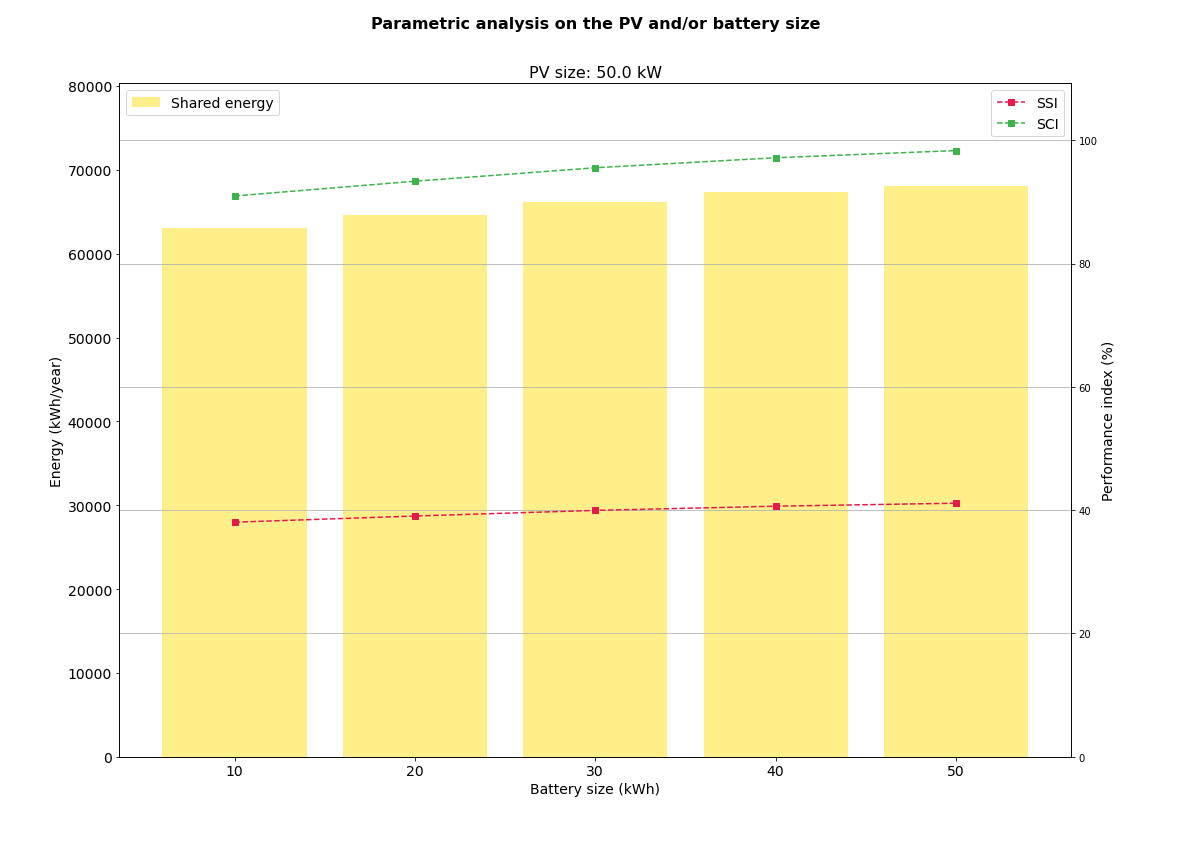 Parametric analysis on the PV and/or battery size
PV size: 50.0 kW
Shared energy
SSI
SCI
Energy (kWh/year)
80000
70000
60000
50000
40000
30000
20000
10000
0
100
80
60
40
20
0
Performance index (%)
10 20 30 40 50
Battery size (kWh)